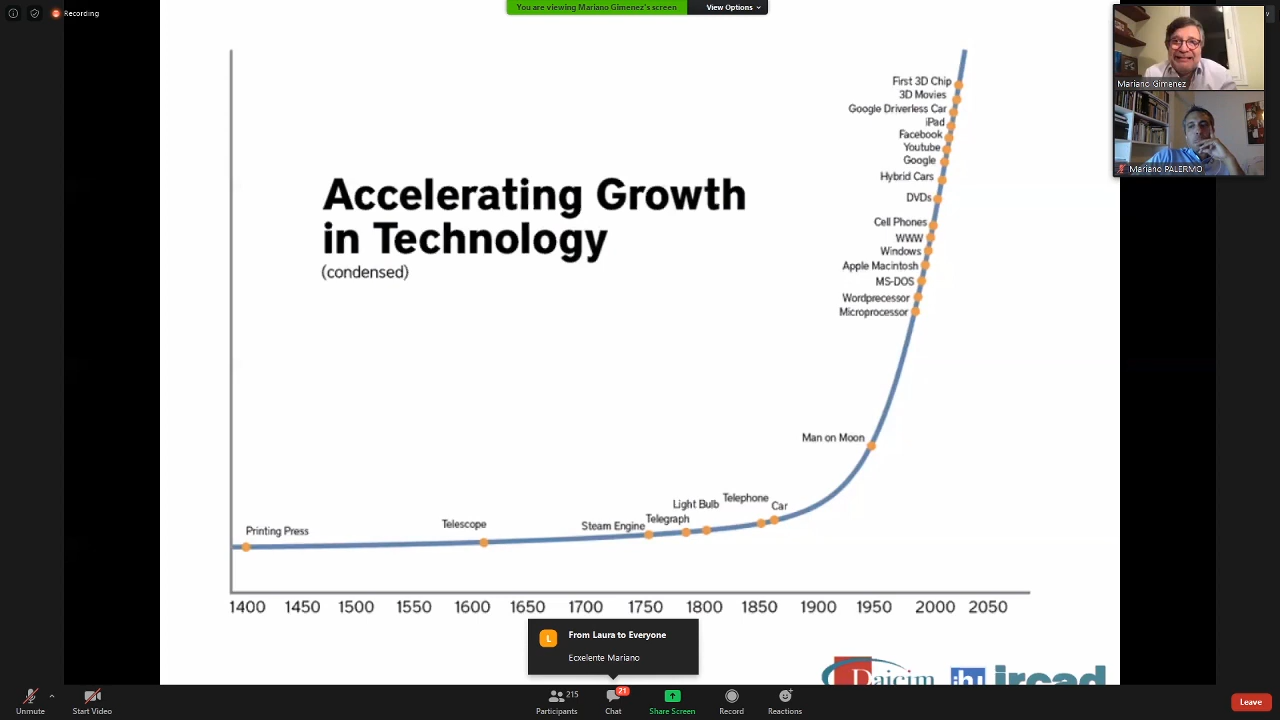 Recording
You are viewing Mariano Gimenez's screen
View Options
Mariano Gimenez
Mariano PALERMO
Accelerating Growth
in Technology
(condensed)
First 3D Chip
3D Movies
Google Driverless Car
iPad
Facebook
Youtube
Google
Hybrid Cars
DVDs
Cell Phones
WWW
Windows
Apple Macintosh
MS-DOS
Wordprecessor
Microprocessor
Man on Moon
Telephone
Light Bulb
Car
Telegraph
Steam Engine
Telescope
Printing Press
1400 1450 1500 1550 1600 1650 1700 1750 1800 1850 1900 1950 2000 2050
L
From Laura to Everyone
Ecxelente Mariano
Daicim
ircad
Unmute
Start Video
215
Participants
21
Chat
Share Screen
Record
Reactions
Leave